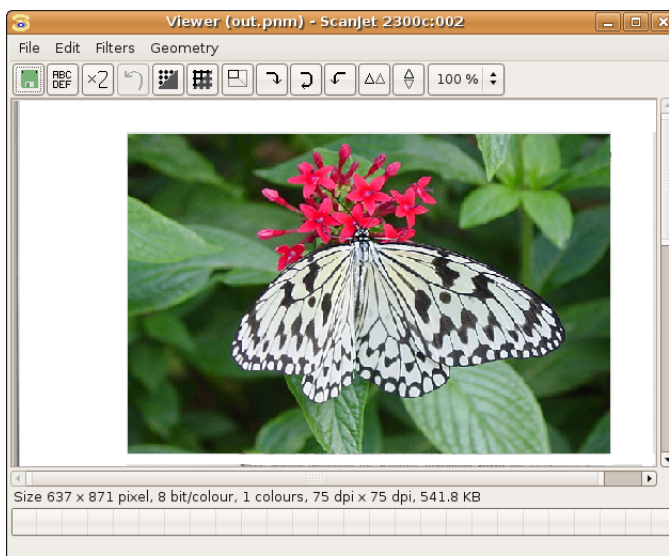 Viewer (out.pnm) - ScanJet 2300c:002
File Edit Filters Geometry
ABC
DEF
×2
100 %
Size 637 x 871 pixel, 8 bit/colour, 1 colours, 75 dpi x 75 dpi, 541.8 KB